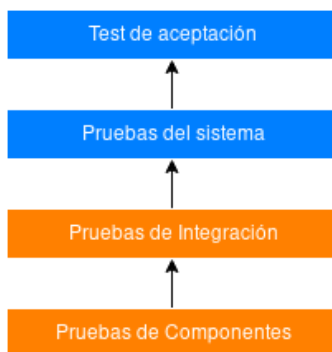 Test de aceptación
Pruebas del sistema
Pruebas de Integración
Pruebas de Componentes